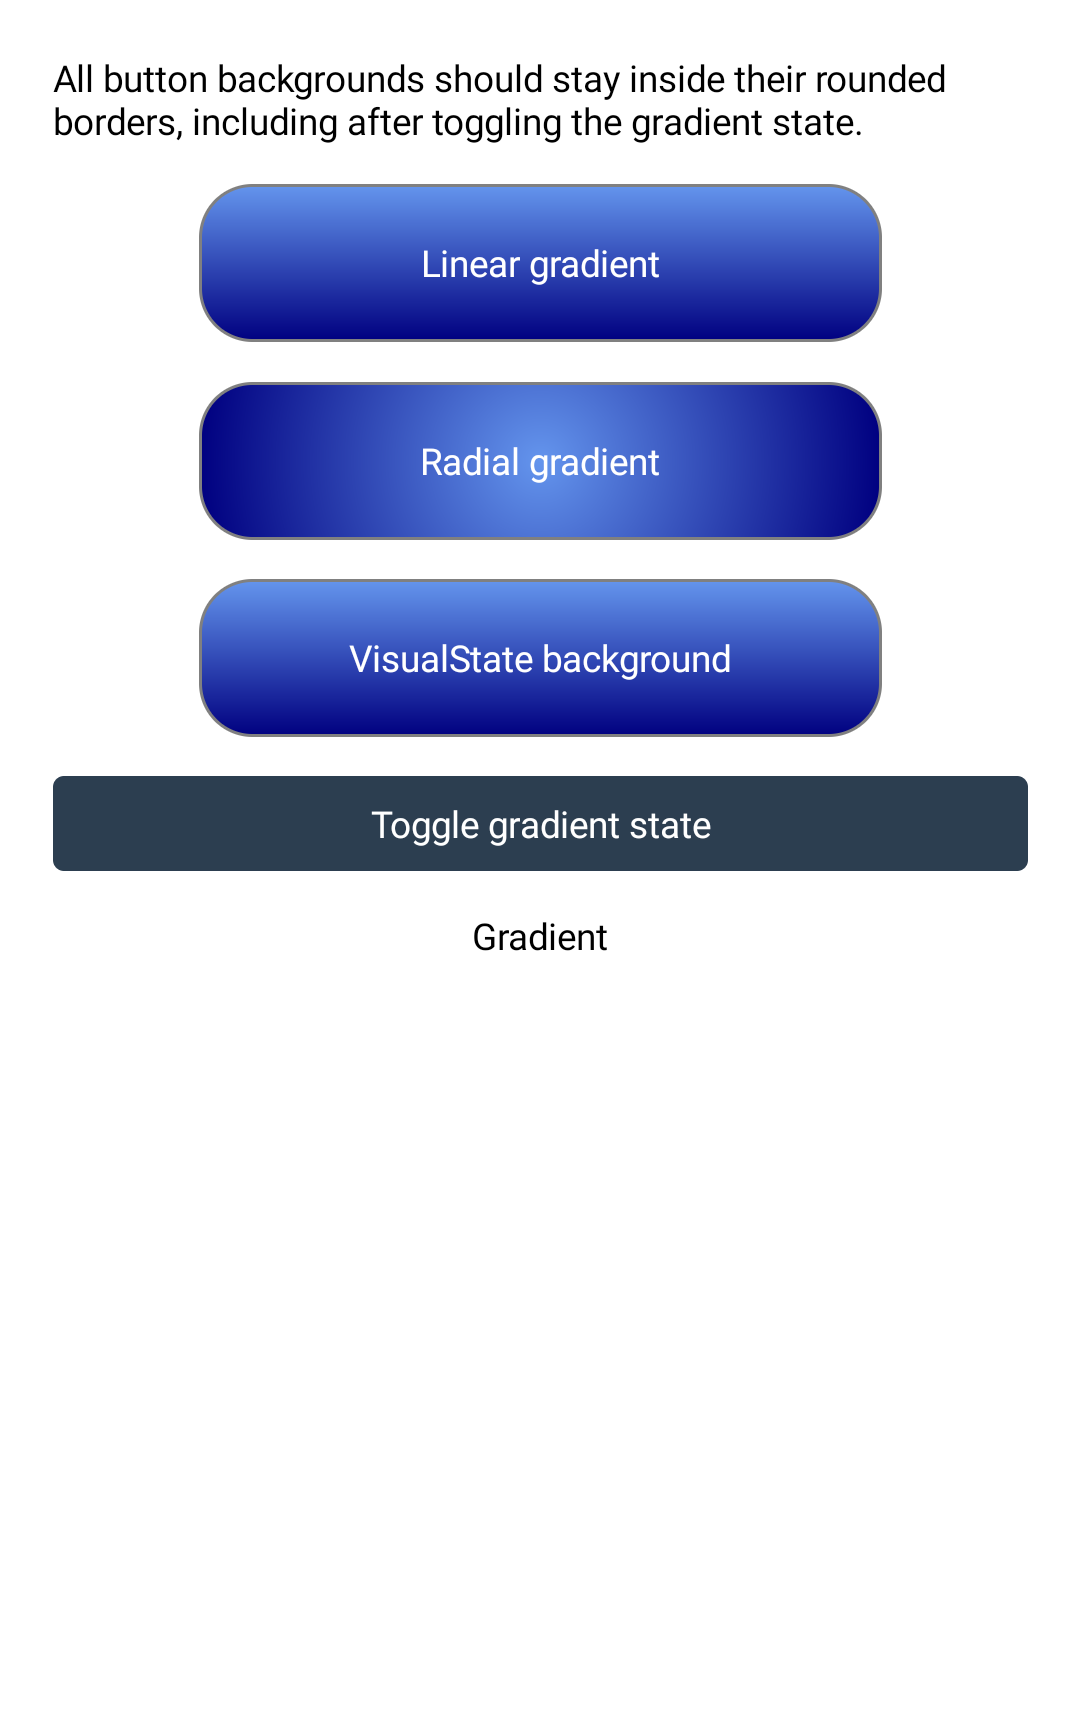 All button backgrounds should stay inside their rounded
borders, including after toggling the gradient state.
Linear gradient
Radial gradient
VisualState background
Toggle gradient state
Gradient